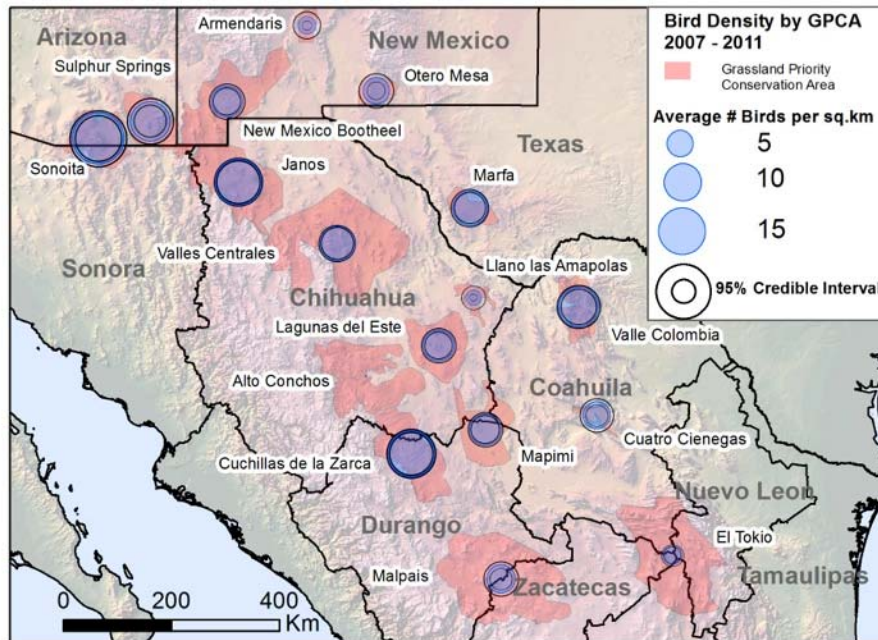 Arizona
Armendaris
New Mexico
Sulphur Springs
Otero Mesa
New Mexico Bootheel
Sonoita
Janos
Texas
Marfa
Valles Centrales
Sonora
Llano las Amapolas
Chihuahua
Lagunas del Este
Valle Colombia
Alto Conchos
Coahuila
Cuatro Cienegas
Mapimi
Cuchillas de la Zarca
Nuevo Leon
Durango
El Tokio
Malpais
Zacatecas
Tamaulipas
0 200 400
Km
Bird Density by GPCA
2007 - 2011
Grassland Priority
Conservation Area
Average # Birds per sq.km
5
10
15
95% Credible Interval